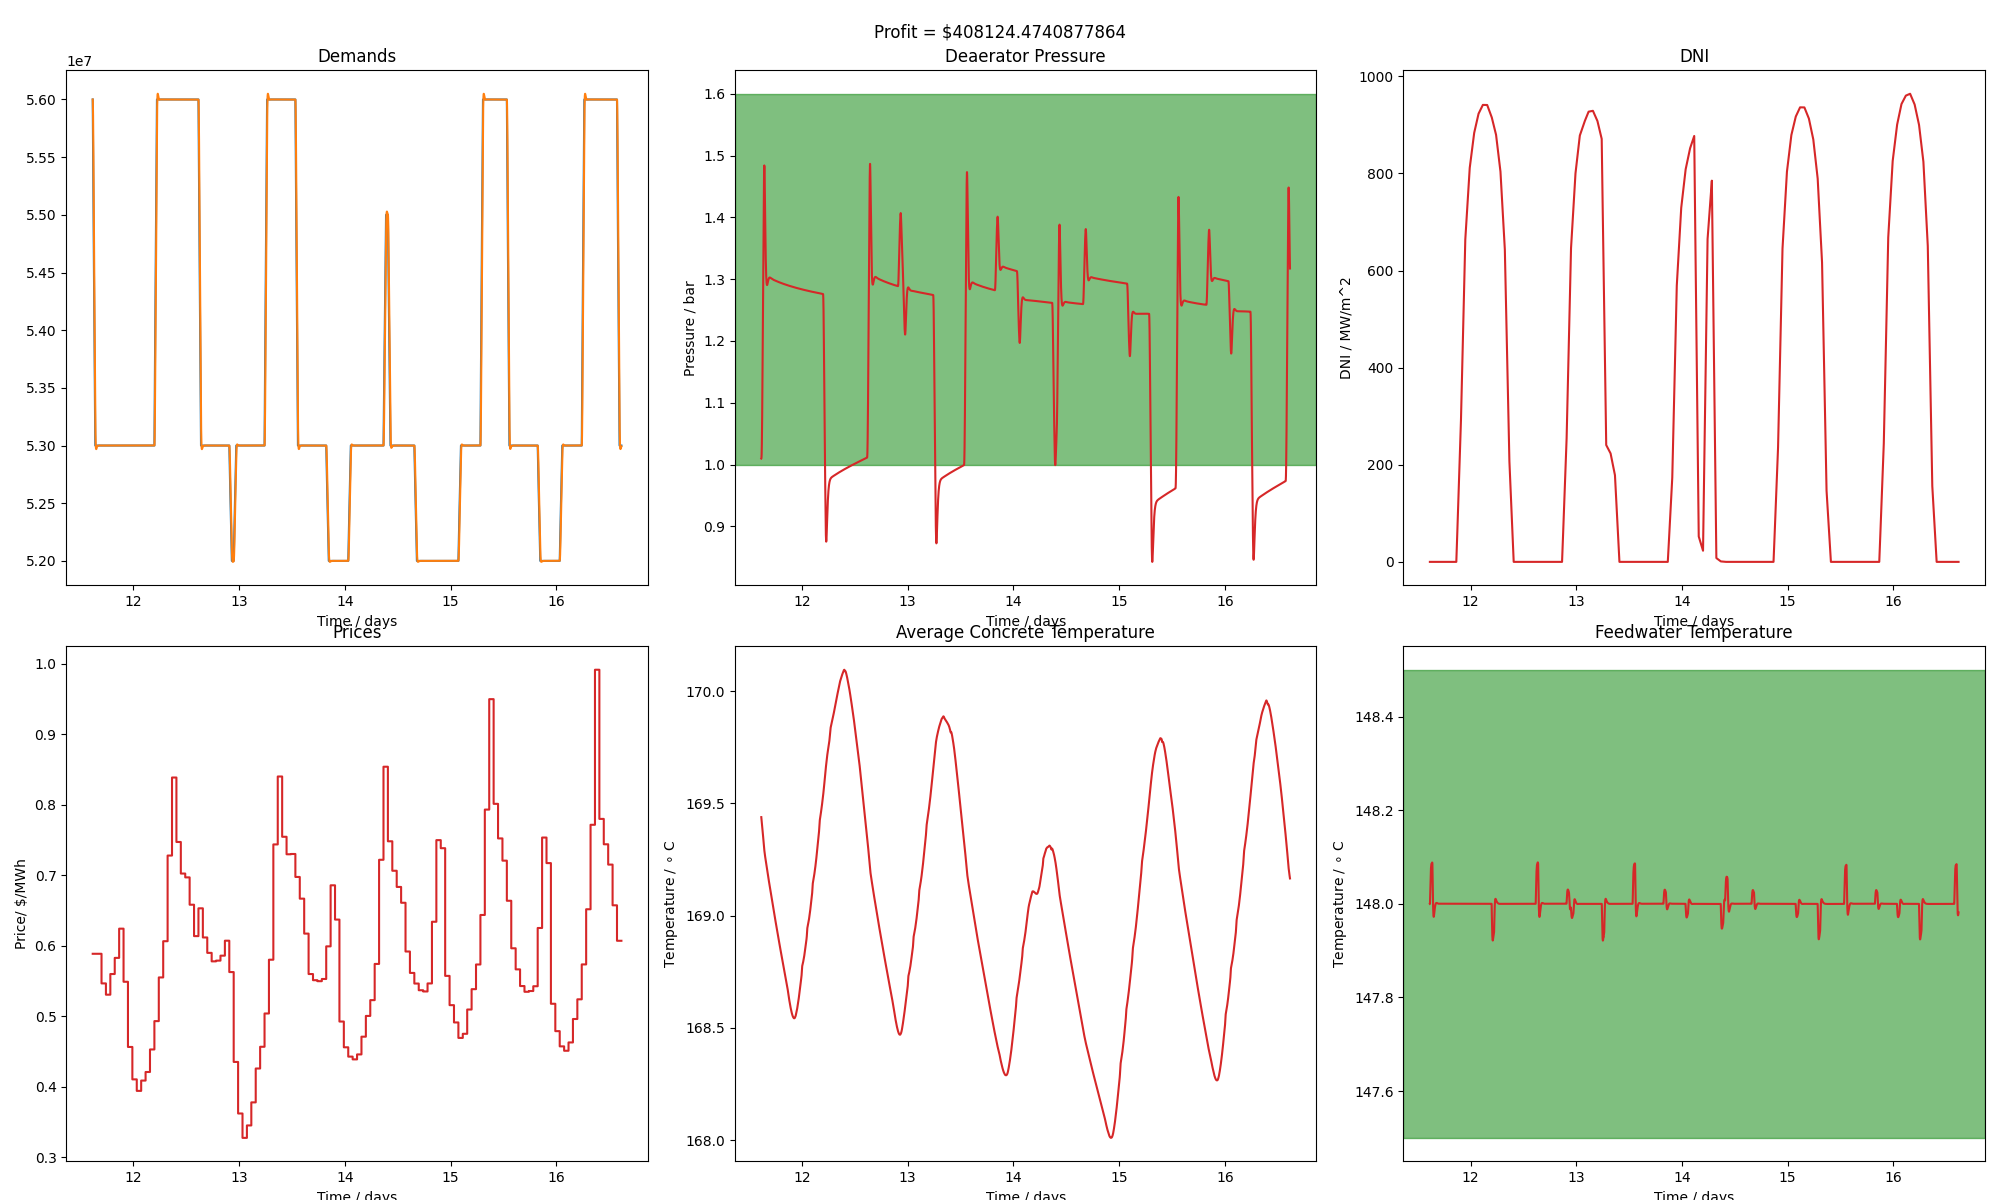 Profit = $408124.4740877864
Demands
1e7
5.60
5.55
5.50
5.45
5.40
5.35
5.30
5.25
5.20
12 13 14 15 16
Time / days
Deaerator Pressure
Pressure / bar
1.6
1.5
1.4
1.3
1.2
1.1
1.0
0.9
12 13 14 15 16
Time / days
DNI
DNI / MW/m^2
1000
800
600
400
200
0
12 13 14 15 16
Time / days
Prices
Price/ $/MWh
1.0
0.9
0.8
0.7
0.6
0.5
0.4
0.3
12 13 14 15 16
Time / days
Average Concrete Temperature
Temperature / ∘ C
170.0
169.5
169.0
168.5
168.0
12 13 14 15 16
Time / days
Feedwater Temperature
Temperature / ∘ C
148.4
148.2
148.0
147.8
147.6
12 13 14 15 16
Time / days